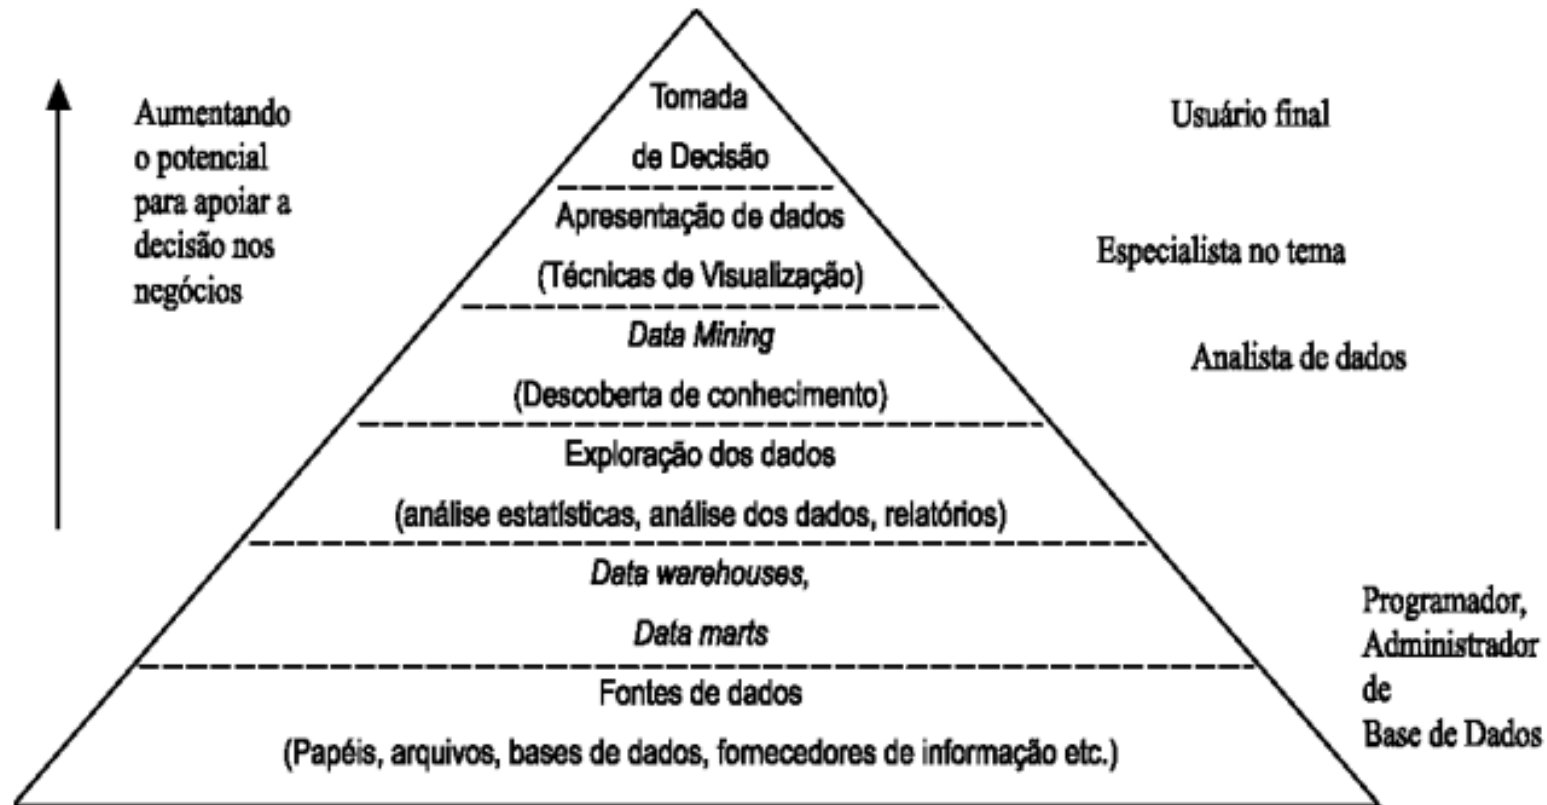 Aumentando
o potencial
para apoiar a
decisão nos
negócios
Tomada
de Decisão
Apresentação de dados
(Técnicas de Visualização)
Data Mining
(Descoberta de conhecimento)
Exploração dos dados
(análise estatísticas, análise dos dados, relatórios)
Data warehouses,
Data marts
Fontes de dados
(Papéis, arquivos, bases de dados, fornecedores de informação etc.)
Usuário final
Especialista no tema
Analista de dados
Programador,
Administrador
de
Base de Dados